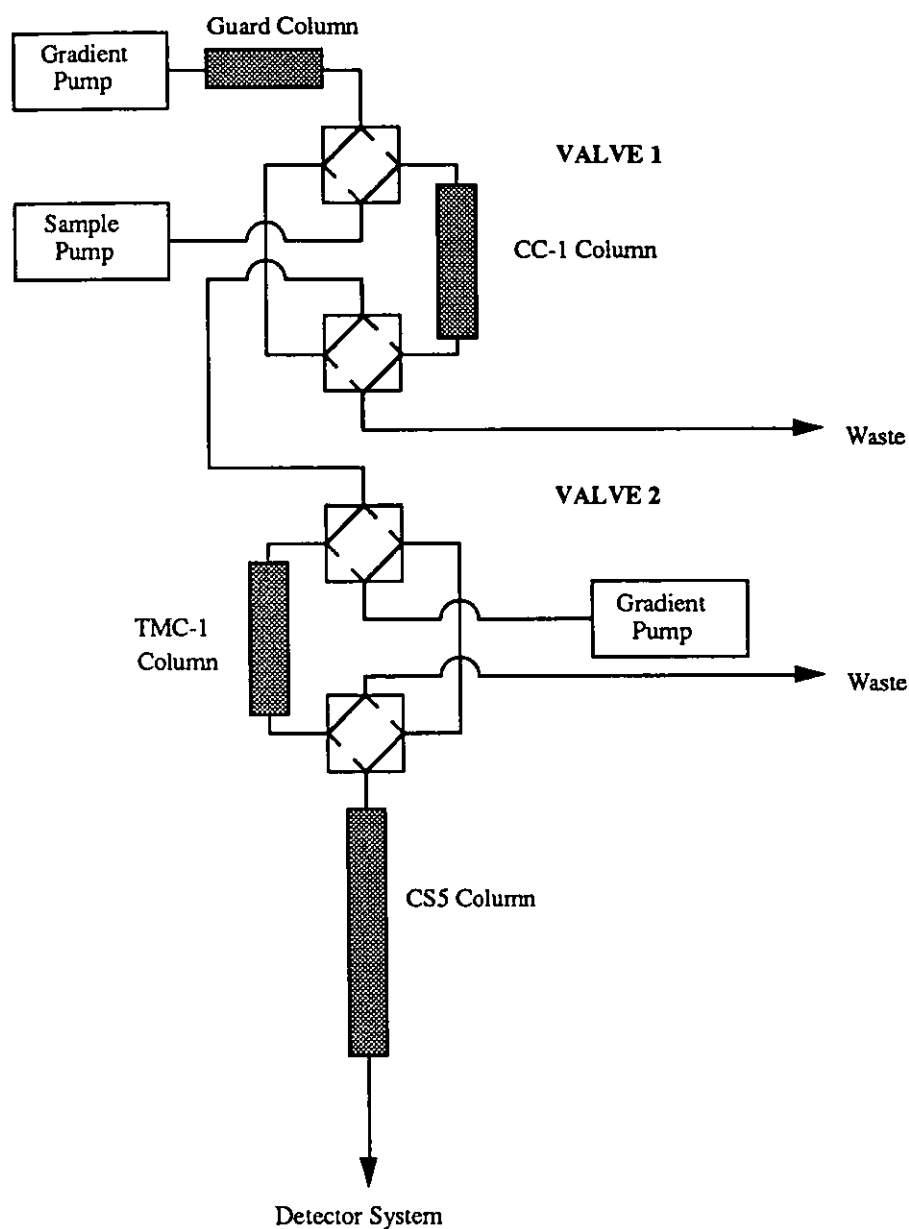 Guard Column
Gradient
Pump
VALVE 1
Sample
Pump
CC-1 Column
Waste
VALVE 2
TMC-1
Column
Gradient
Pump
Waste
CS5 Column
Detector System